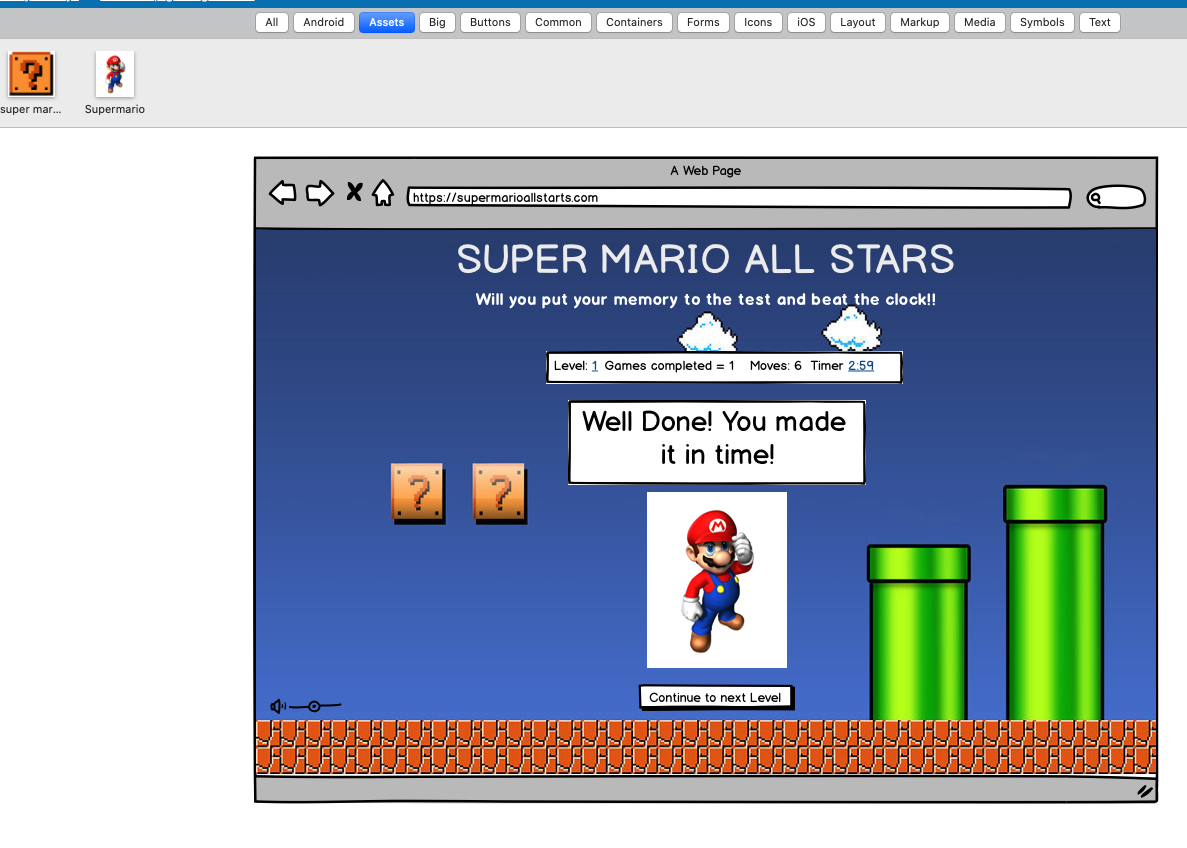 All Android Assets Big Buttons Common Containers Forms Icons iOS Layout Markup Media Symbols Text
?
super mar... Supermario
A Web Page
https://supermarioallstarts.com
SUPER MARIO ALL STARS
Will you put your memory to the test and beat the clock!!
Level: 1 Games completed = 1 Moves: 6 Timer 2:59
Well Done! You made
it in time!
? ?
M
Continue to next Level